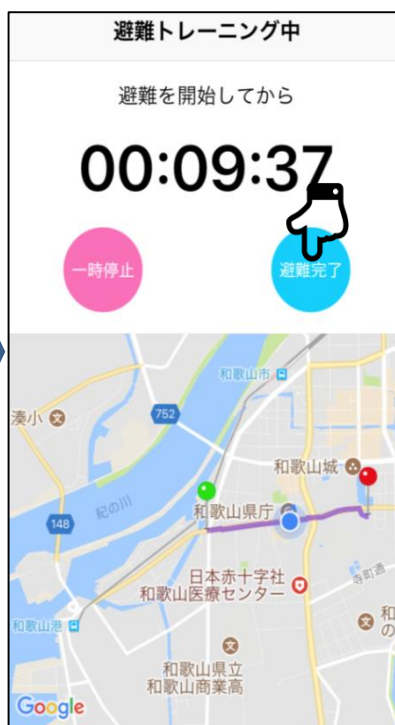 避難トレーニング中
避難を開始してから
00:09:37
一時停止
避難完了
和歌山市
湊小
752
和歌山城
紀の川
和歌山県庁
148
日本赤十字社
和歌山医療センター
寺町通
和歌山港
和
の
和歌山県立
和歌山商業高
Google